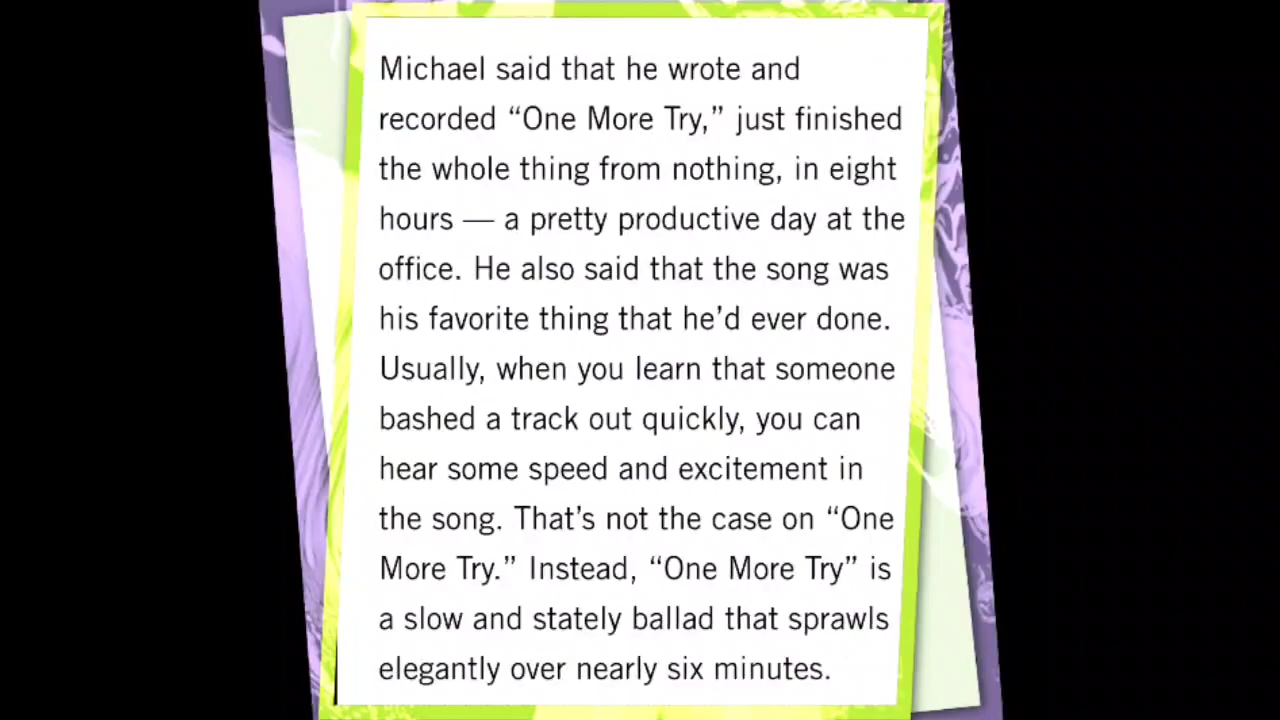 Michael said that he wrote and
recorded “One More Try,” just finished
the whole thing from nothing, in eight
hours — a pretty productive day at the
office. He also said that the song was
his favorite thing that he’d ever done.
Usually, when you learn that someone
bashed a track out quickly, you can
hear some speed and excitement in
the song. That’s not the case on “One
More Try.” Instead, “One More Try” is
a slow and stately ballad that sprawls
elegantly over nearly six minutes.